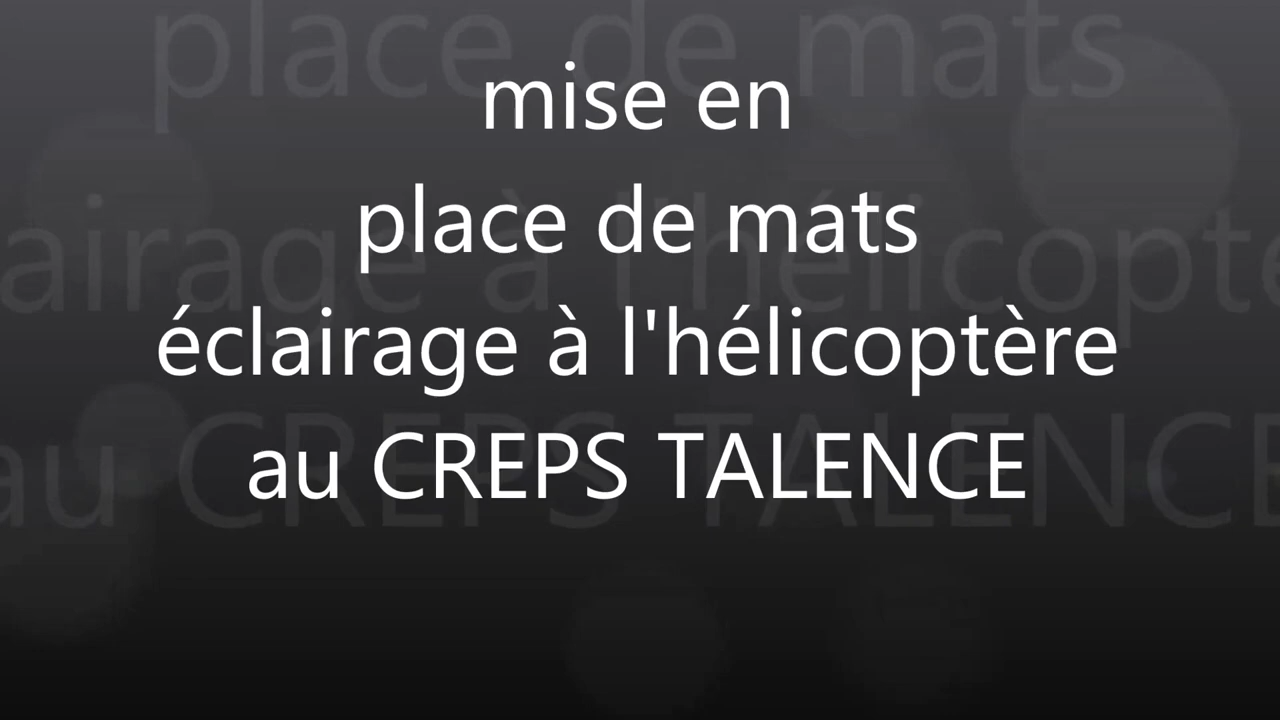 mise en
place de mats
éclairage à l'hélicoptère
au CREPS TALENCE